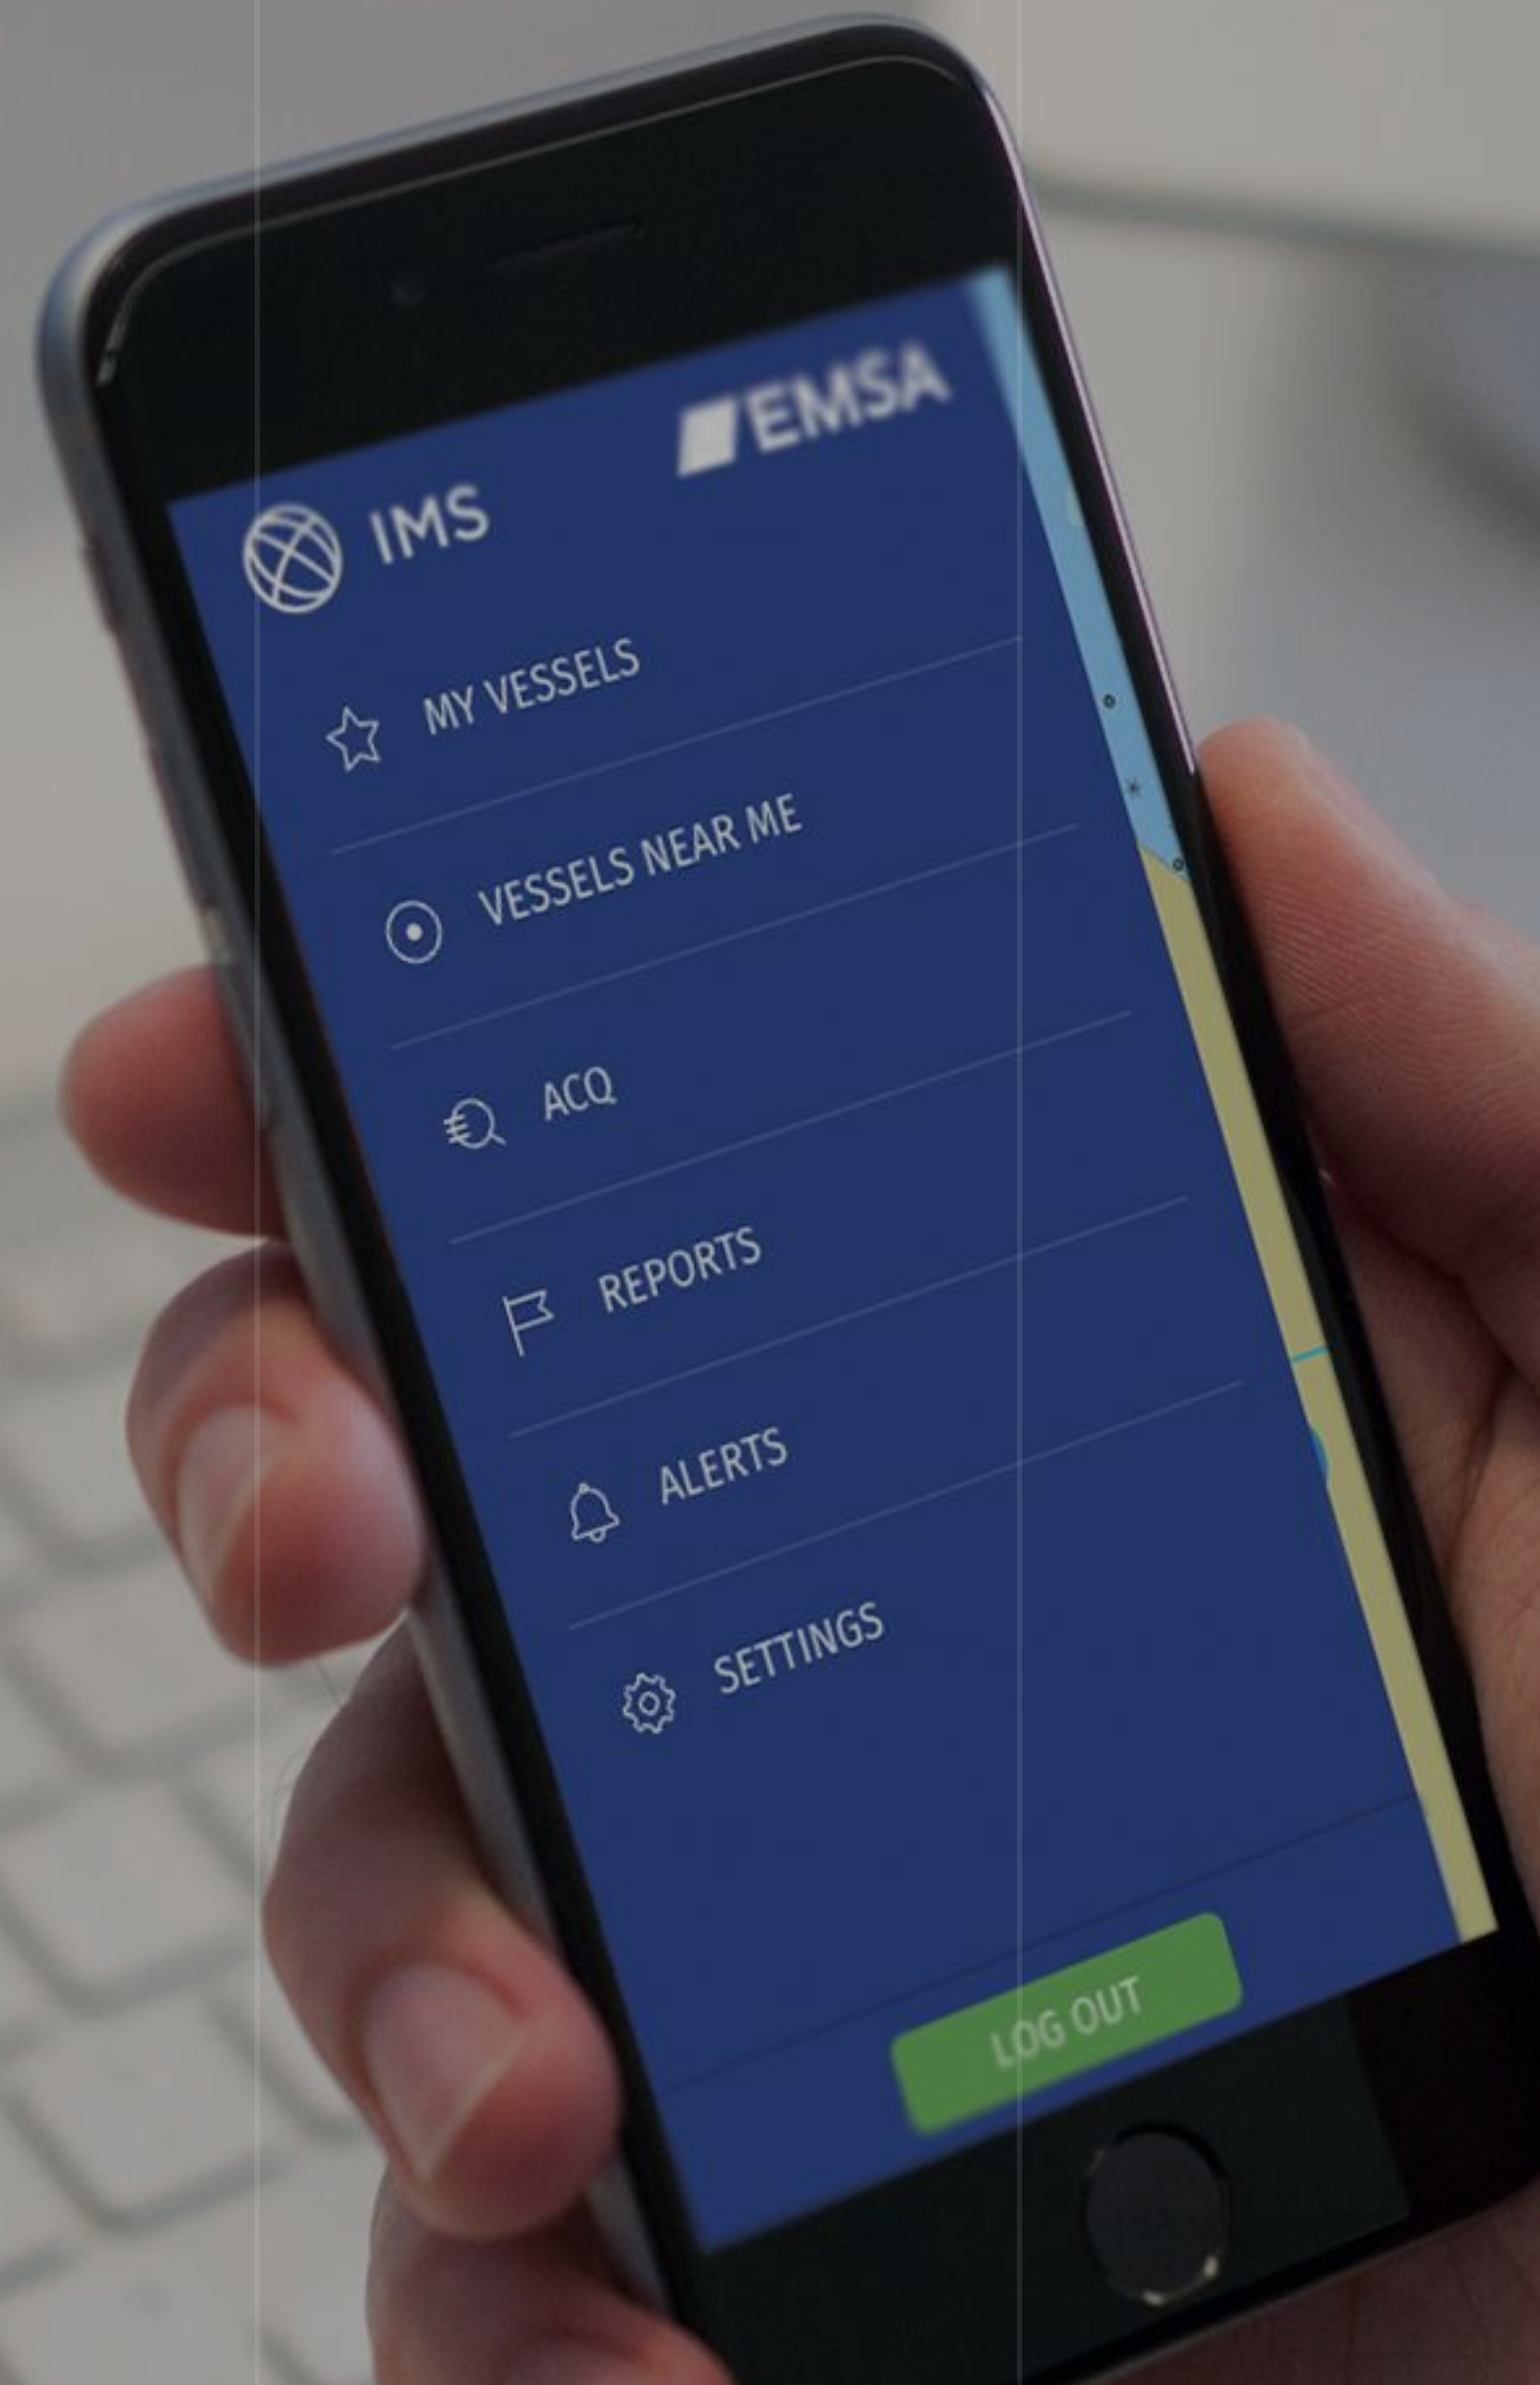 EMSA
IMS
MY VESSELS
VESSELS NEAR ME
ACQ
REPORTS
ALERTS
SETTINGS
LOG OUT